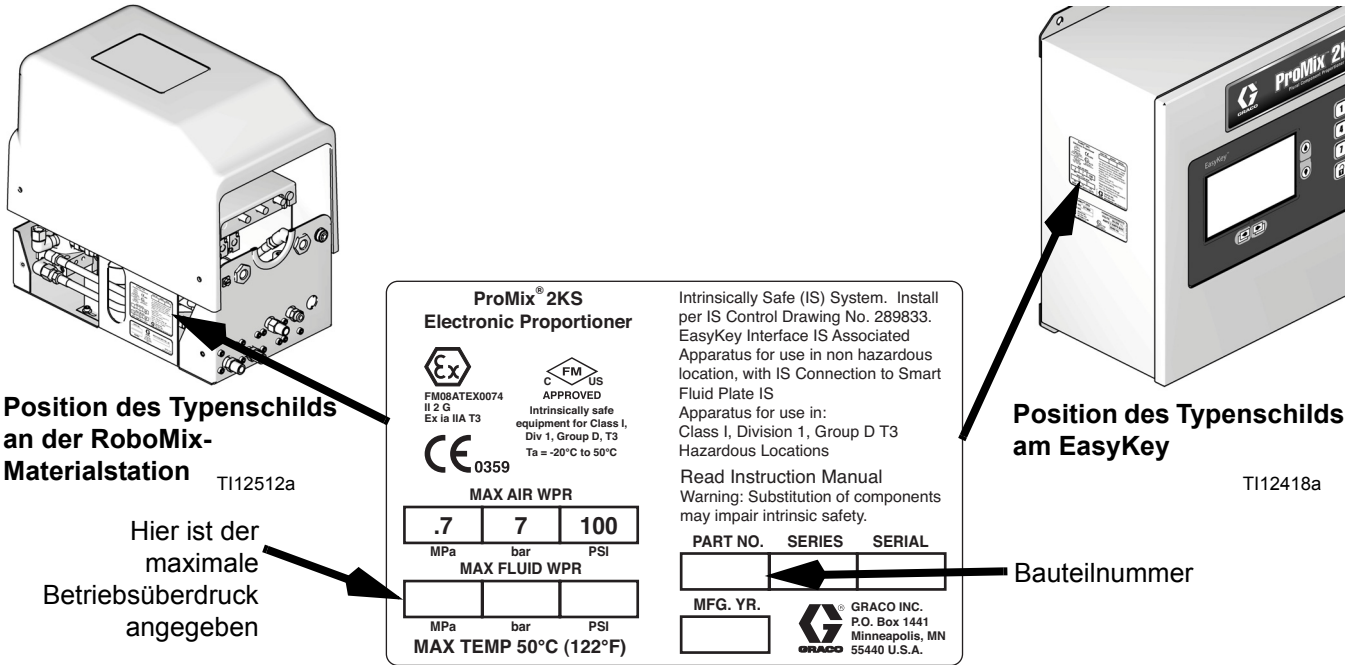 ProMix 2K
GRACO
EasyKey
1
4
7
Position des Typenschilds
an der RoboMix-
Materialstation
TI12512a
Position des Typenschilds
am EasyKey
TI12418a
Hier ist der
maximale
Betriebsüberdruck
angegeben
ProMix® 2KS
Electronic Proportioner
Ex
FM08ATEX0074
II 2 G
Ex ia IIA T3
CE 0359
C FM US
APPROVED
Intrinsically safe
equipment for Class I,
Div 1, Group D, T3
Ta = -20°C to 50°C
MAX AIR WPR
.7 7 100
MPa bar PSI
MAX FLUID WPR
MPa bar PSI
MAX TEMP 50°C (122°F)
Intrinsically Safe (IS) System. Install
per IS Control Drawing No. 289833.
EasyKey Interface IS Associated
Apparatus for use in non hazardous
location, with IS Connection to Smart
Fluid Plate IS
Apparatus for use in:
Class I, Division 1, Group D T3
Hazardous Locations
Read Instruction Manual
Warning: Substitution of components
may impair intrinsic safety.
PART NO. SERIES SERIAL
MFG. YR.
GRACO
®
GRACO INC.
P.O. Box 1441
Minneapolis, MN
55440 U.S.A.
Bauteilnummer